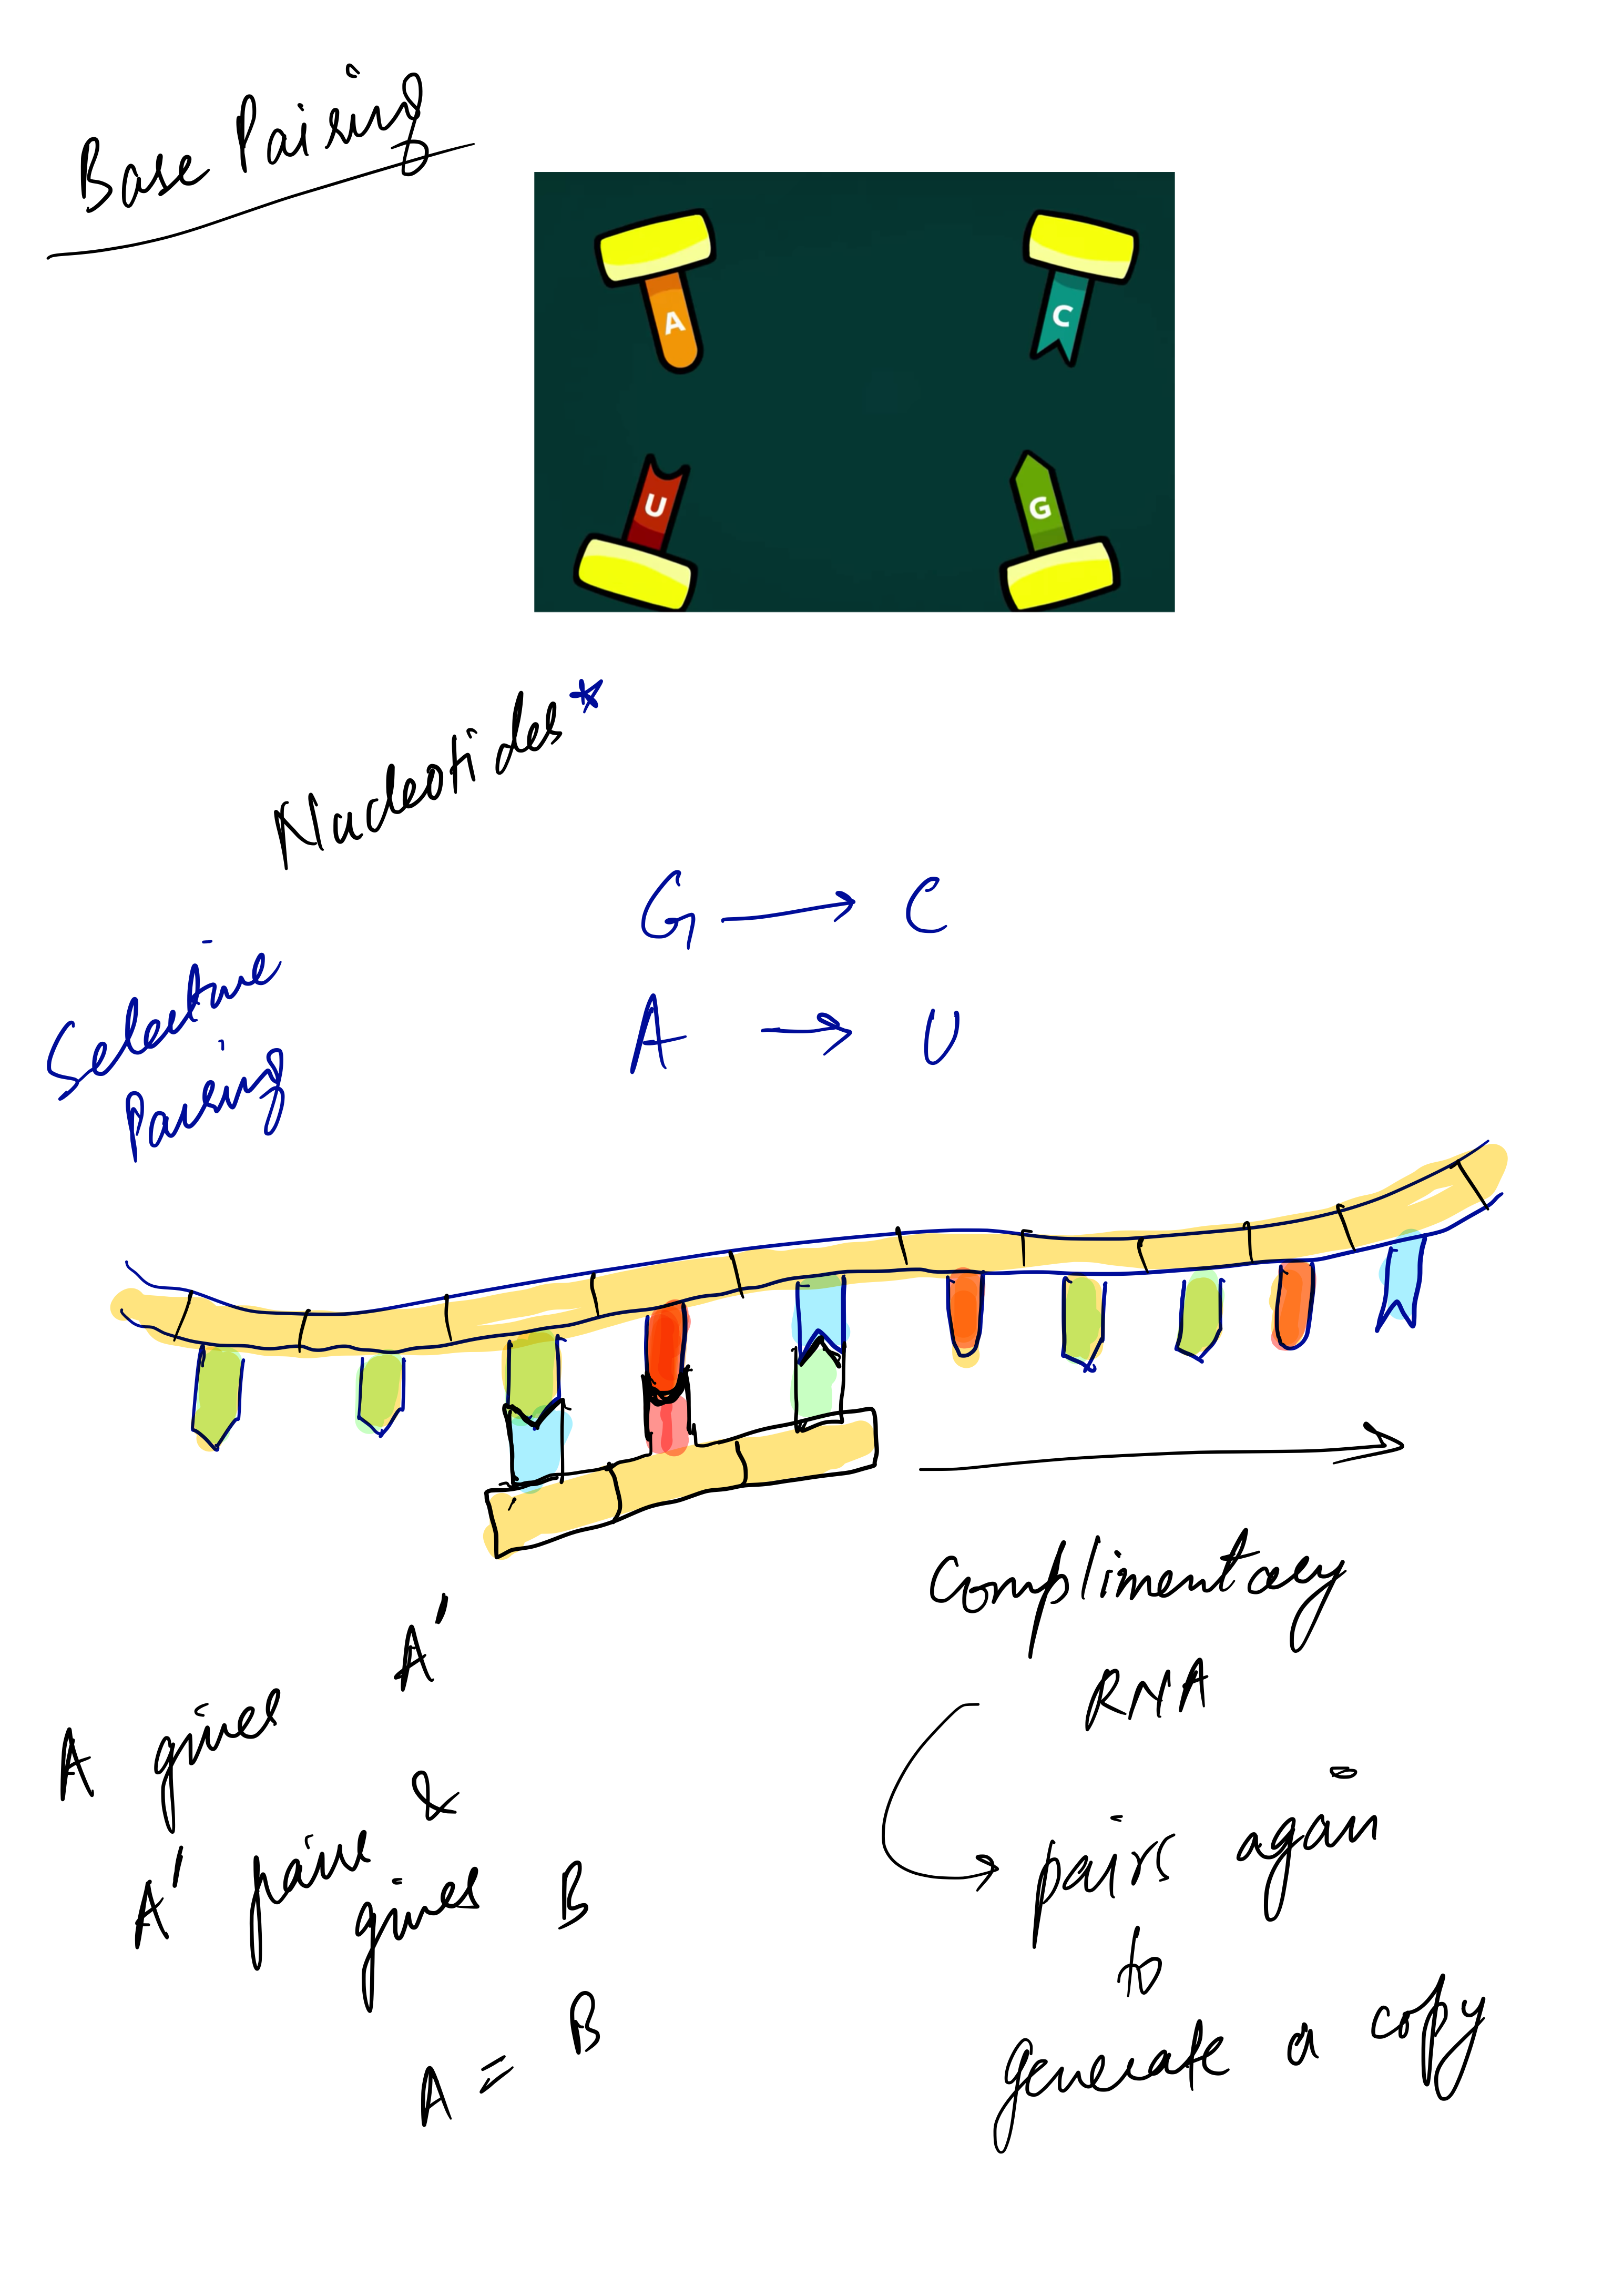 Base Pairing
A C
U G
Nucleotides*
G → C
A → U
Selective
Pairing
Complimentary
RNA
pairs again
to
generate a copy
A gives A'
A' pairs &
gives B
A = B